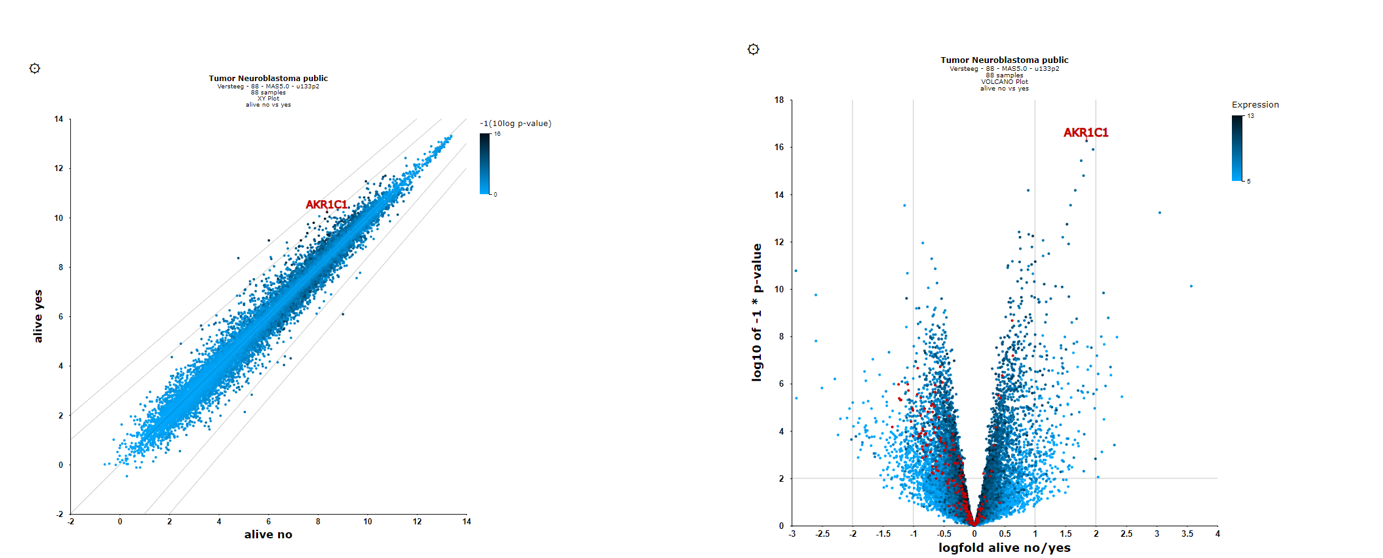 Tumor Neuroblastoma public
Versteeg - 88 - MAS5.0 - u133p2
88 samples
XY Plot
alive no vs yes
-1(10log p-value)
16
0
AKR1C1
14
12
10
8
6
4
2
0
-2
-2 0 2 4 6 8 10 12 14
alive yes
alive no
Tumor Neuroblastoma public
Versteeg - 88 - MAS5.0 - u133p2
88 samples
VOLCANO Plot
alive no vs yes
Expression
13
5
AKR1C1
18
16
14
12
10
8
6
4
2
0
-3 -2.5 -2 -1.5 -1 -0.5 0 0.5 1 1.5 2 2.5 3 3.5 4
log10 of -1 * p-value
logfold alive no/yes